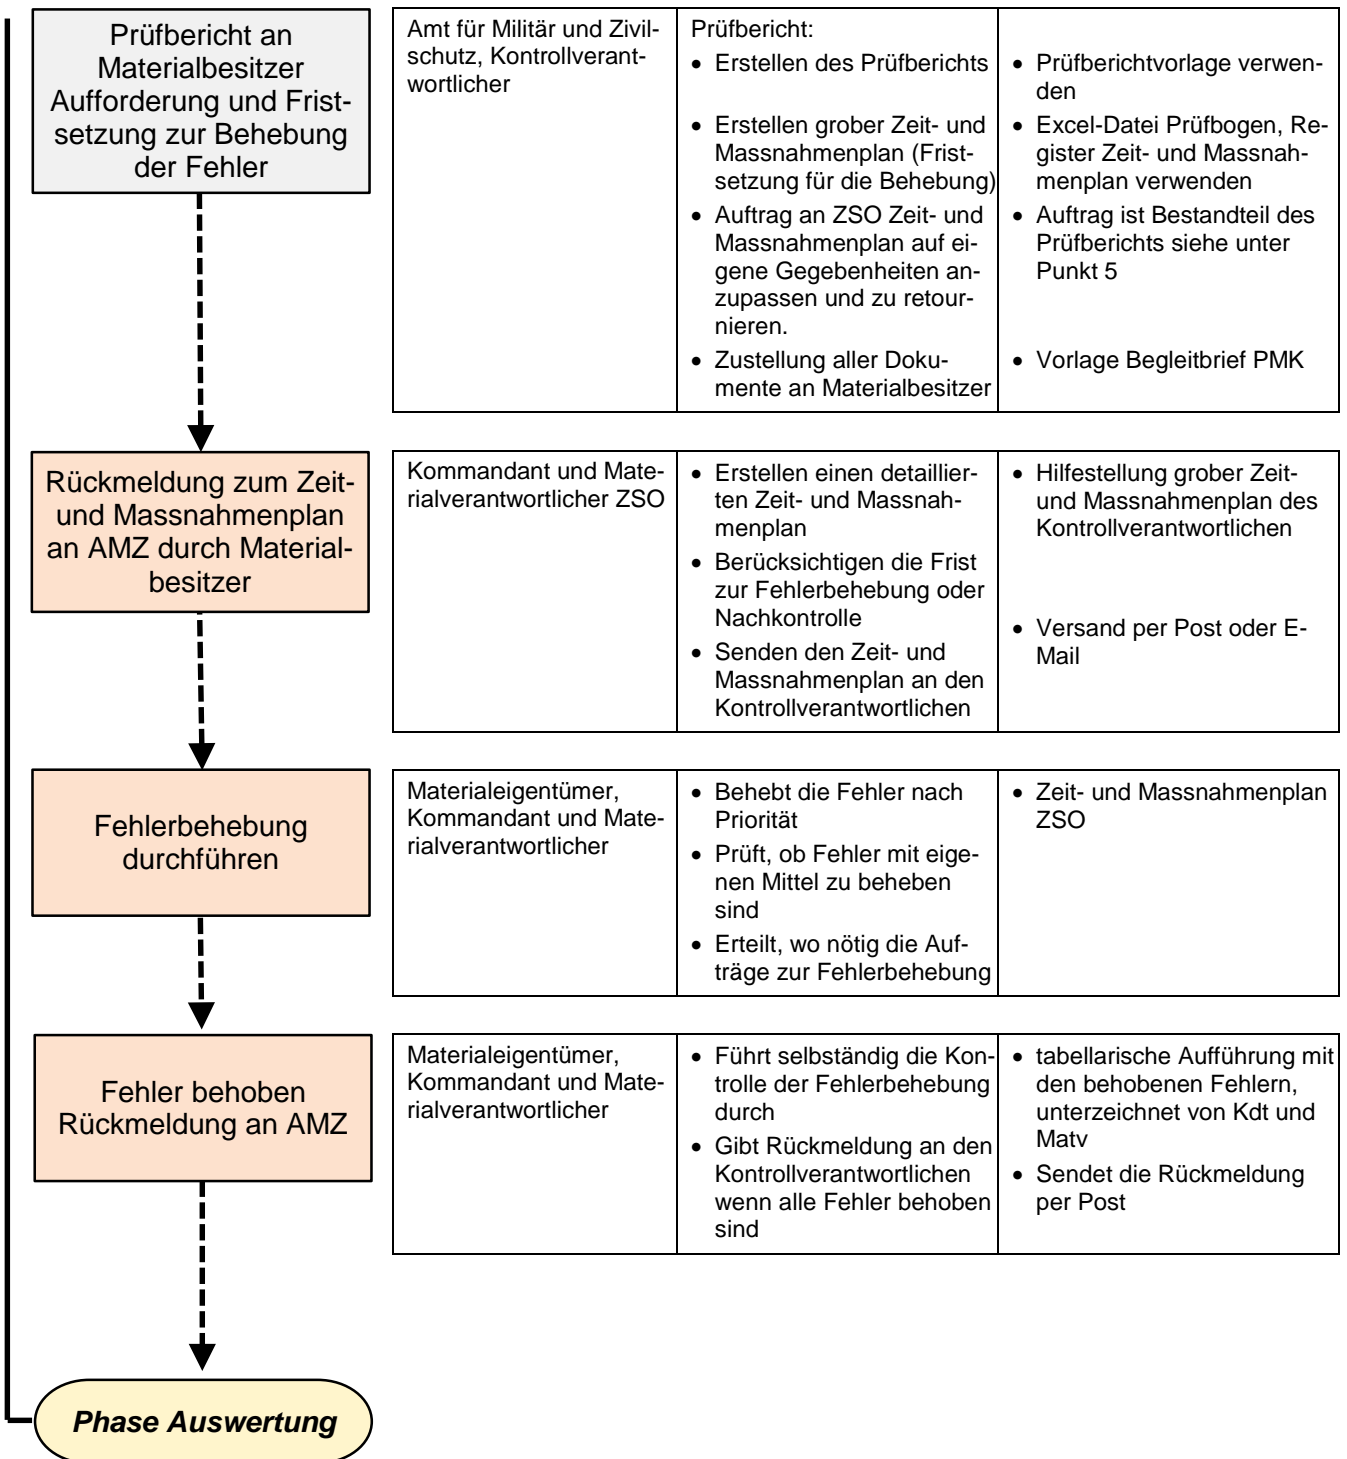 Prüfbericht an
Materialbesitzer
Aufforderung und Frist-
setzung zur Behebung
der Fehler
Amt für Militär und Zivil-
schutz, Kontrollverant-
wortlicher
Prüfbericht:
• Erstellen des Prüfberichts
• Erstellen grober Zeit- und
Massnahmenplan (Frist-
setzung für die Behebung)
• Auftrag an ZSO Zeit- und
Massnahmenplan auf ei-
gene Gegebenheiten an-
zupassen und zu retour-
nieren.
• Zustellung aller Doku-
mente an Materialbesitzer
• Prüfberichtvorlage verwen-
den
• Excel-Datei Prüfbogen, Re-
gister Zeit- und Massnah-
menplan verwenden
• Auftrag ist Bestandteil des
Prüfberichts siehe unter
Punkt 5
• Vorlage Begleitbrief PMK
Rückmeldung zum Zeit-
und Massnahmenplan
an AMZ durch Material-
besitzer
Kommandant und Mate-
rialverantwortlicher ZSO
• Erstellen einen detaillier-
ten Zeit- und Massnah-
menplan
• Berücksichtigen die Frist
zur Fehlerbehebung oder
Nachkontrolle
• Senden den Zeit- und
Massnahmenplan an den
Kontrollverantwortlichen
• Hilfestellung grober Zeit-
und Massnahmenplan des
Kontrollverantwortlichen
• Versand per Post oder E-
Mail
Fehlerbehebung
durchführen
Materialeigentümer,
Kommandant und Mate-
rialverantwortlicher
• Behebt die Fehler nach
Priorität
• Prüft, ob Fehler mit eige-
nen Mittel zu beheben
sind
• Erteilt, wo nötig die Auf-
träge zur Fehlerbehebung
• Zeit- und Massnahmenplan
ZSO
Fehler behoben
Rückmeldung an AMZ
Materialeigentümer,
Kommandant und Mate-
rialverantwortlicher
• Führt selbständig die Kon-
trolle der Fehlerbehebung
durch
• Gibt Rückmeldung an den
Kontrollverantwortlichen
wenn alle Fehler behoben
sind
• tabellarische Aufführung mit
den behobenen Fehlern,
unterzeichnet von Kdt und
Matv
• Sendet die Rückmeldung
per Post
Phase Auswertung